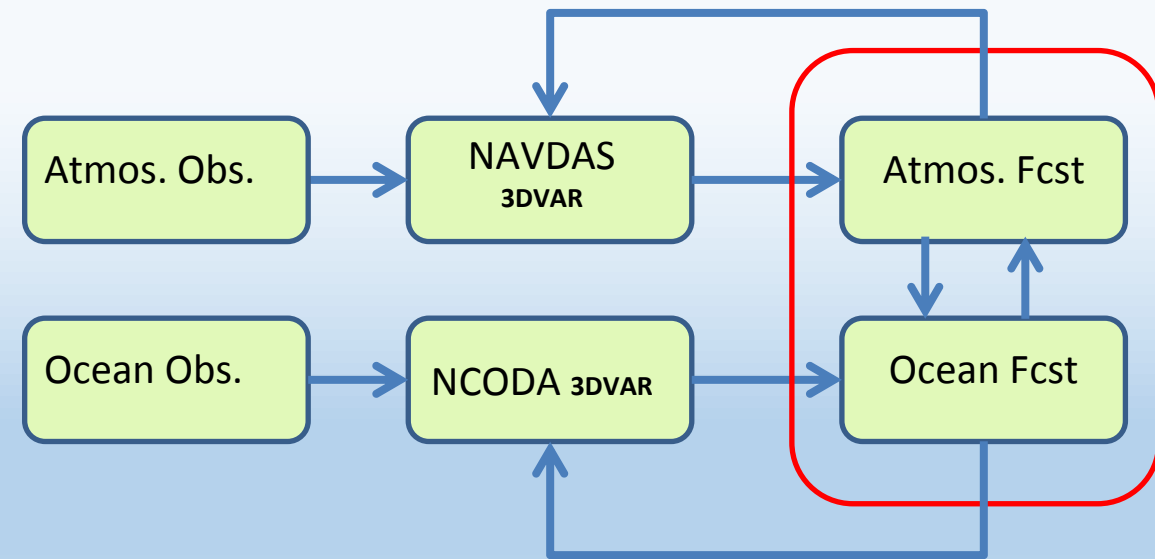 Atmos. Obs.
NAVDAS
3DVAR
Atmos. Fcst
Ocean Obs.
NCODA 3DVAR
Ocean Fcst